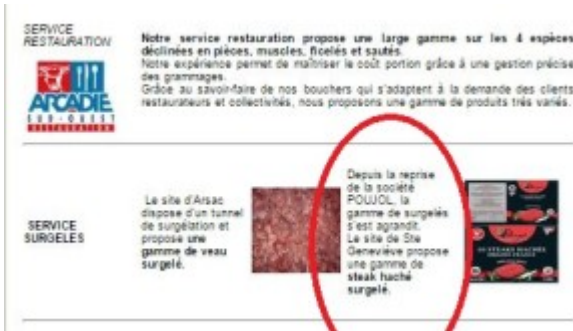 SERVICE
RESTAURATION
Notre service restauration propose une large gamme sur les 4 espèces
déclinées en pièces, muscles, ficelés et sautés.
Notre expérience permet de maîtriser le coût portion grâce à une gestion précise
des grammages.
Grâce au savoir-faire de nos bouchers qui s'adaptent à la demande des clients
restaurateurs et collectivités, nous proposons une gamme de produits très variés.
ARCADIE
SUD-OUEST
RESTAURATION
SERVICE
SURGELES
Le site d'Arsac
dispose d'un tunnel
de surgélation et
propose une
gamme de veau
surgelé.
Depuis la reprise
de la société
POUJOL, la
gamme de surgelés
s'est agrandit.
Le site de Ste
Geneviève propose
une gamme de
steak haché
surgelé.
STEAKS HACHÉS